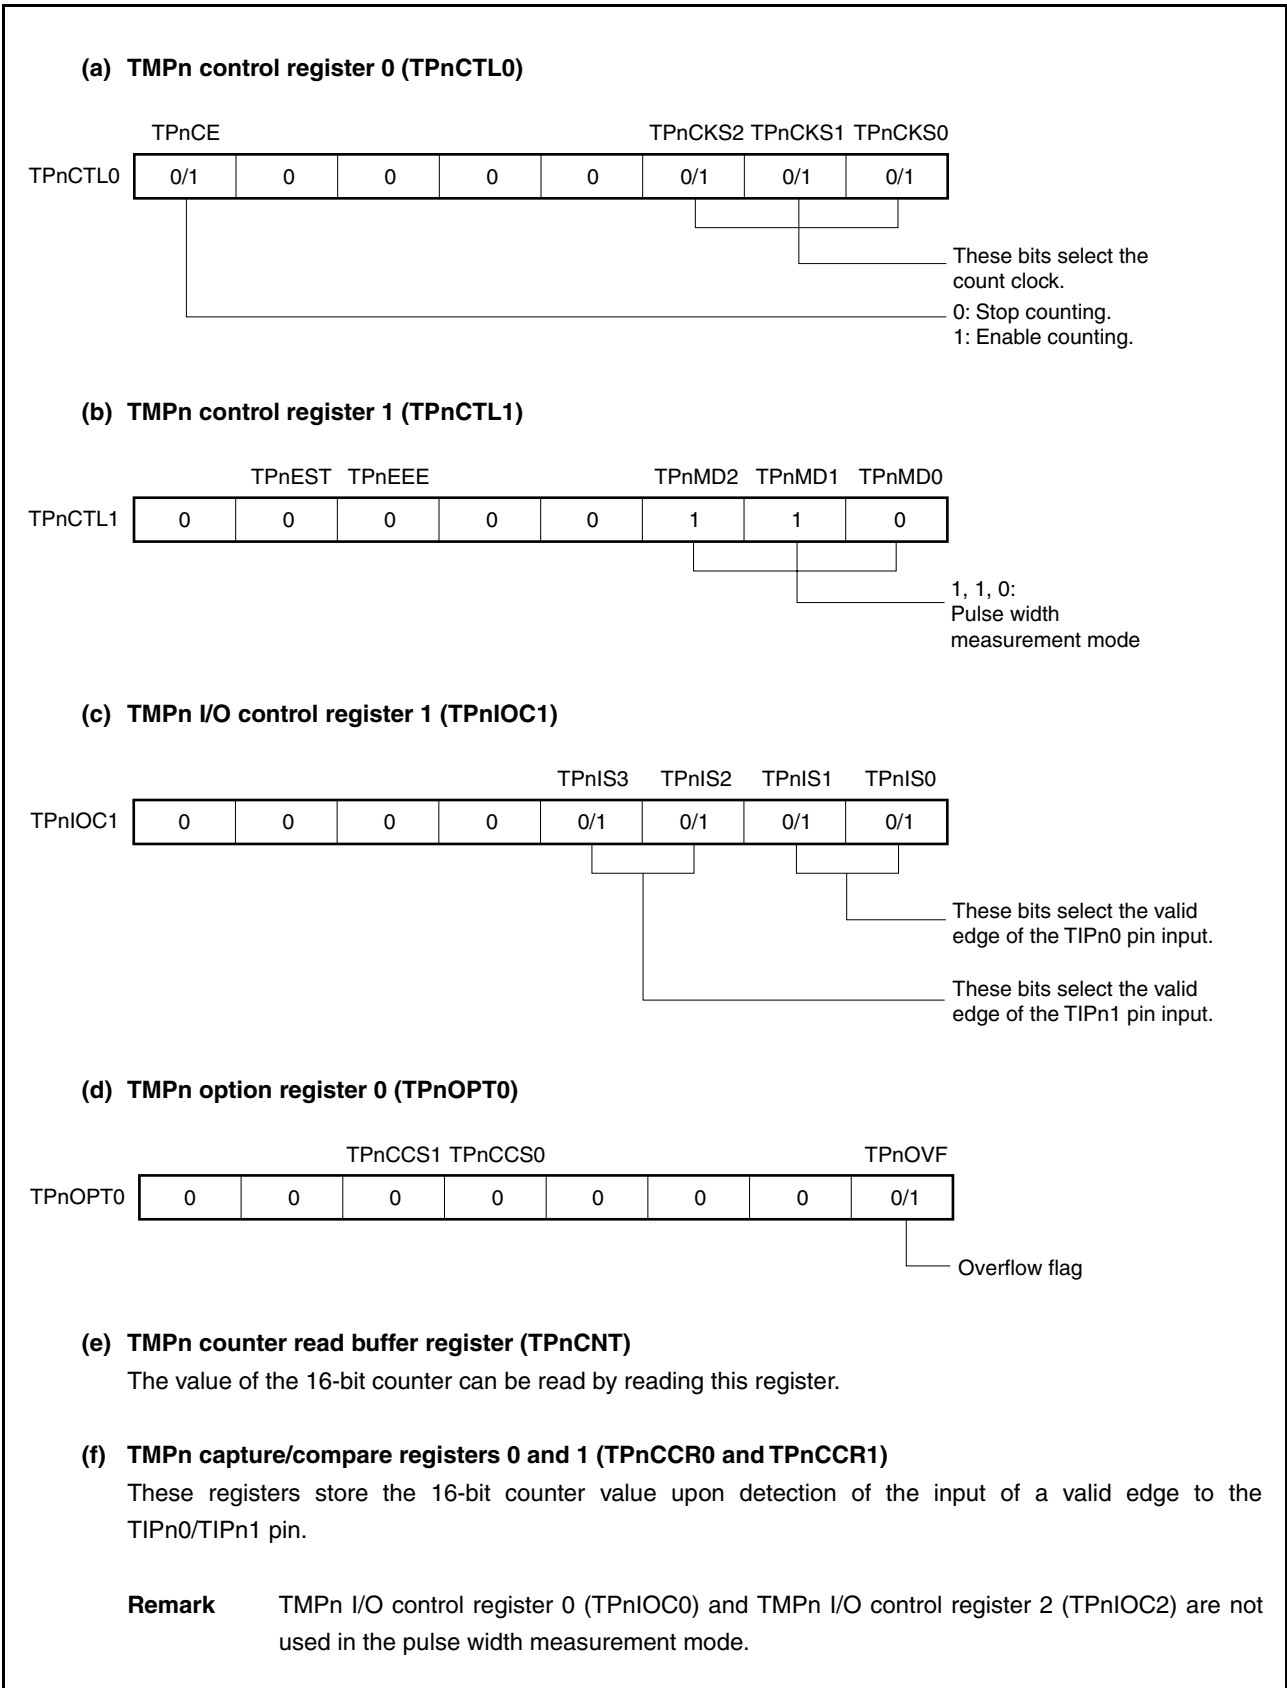 (a) TMPn control register 0 (TPnCTL0)
TPnCE TPnCKS2 TPnCKS1 TPnCKS0
TPnCTL0 0/1 0 0 0 0 0/1 0/1 0/1
These bits select the
count clock.
0: Stop counting.
1: Enable counting.
(b) TMPn control register 1 (TPnCTL1)
TPnEST TPnEEE TPnMD2 TPnMD1 TPnMD0
TPnCTL1 0 0 0 0 0 1 1 0
1, 1, 0:
Pulse width
measurement mode
(c) TMPn I/O control register 1 (TPnIOC1)
TPnIS3 TPnIS2 TPnIS1 TPnIS0
TPnIOC1 0 0 0 0 0/1 0/1 0/1 0/1
These bits select the valid
edge of the TIPn0 pin input.
These bits select the valid
edge of the TIPn1 pin input.
(d) TMPn option register 0 (TPnOPT0)
TPnCCS1 TPnCCS0 TPnOVF
TPnOPT0 0 0 0 0 0 0 0 0/1
Overflow flag
(e) TMPn counter read buffer register (TPnCNT)
The value of the 16-bit counter can be read by reading this register.
(f) TMPn capture/compare registers 0 and 1 (TPnCCR0 and TPnCCR1)
These registers store the 16-bit counter value upon detection of the input of a valid edge to the
TIPn0/TIPn1 pin.
Remark TMPn I/O control register 0 (TPnIOC0) and TMPn I/O control register 2 (TPnIOC2) are not
used in the pulse width measurement mode.